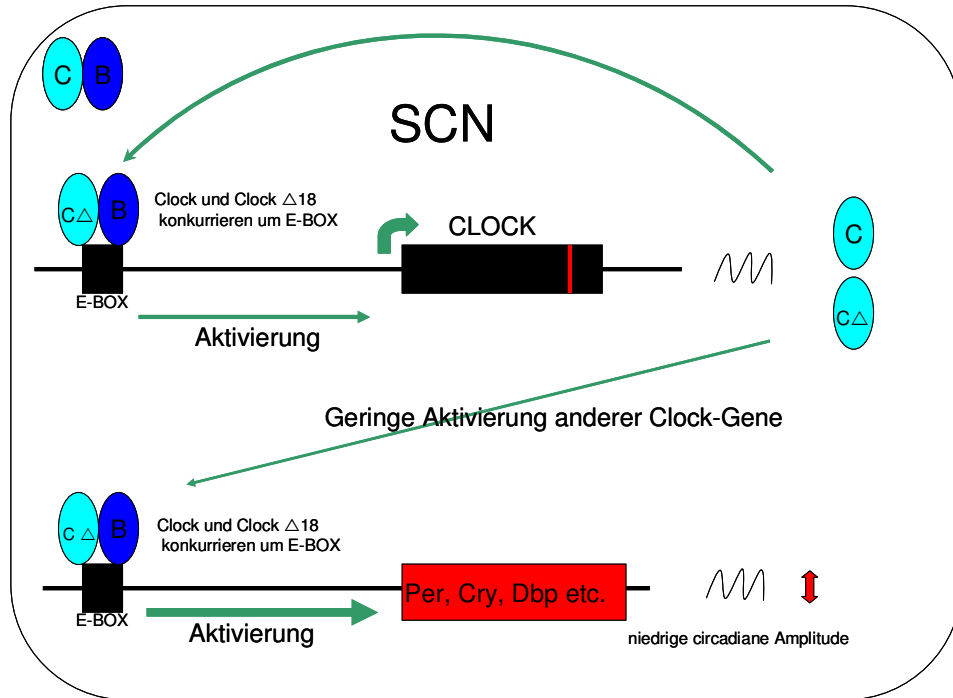 C B
SCN
C△ B
Clock und Clock △18
konkurrieren um E-BOX
CLOCK
C
E-BOX
C△
Aktivierung
Geringe Aktivierung anderer Clock-Gene
C △ B
Clock und Clock △18
konkurrieren um E-BOX
Per, Cry, Dbp etc.
E-BOX
Aktivierung
niedrige circadiane Amplitude